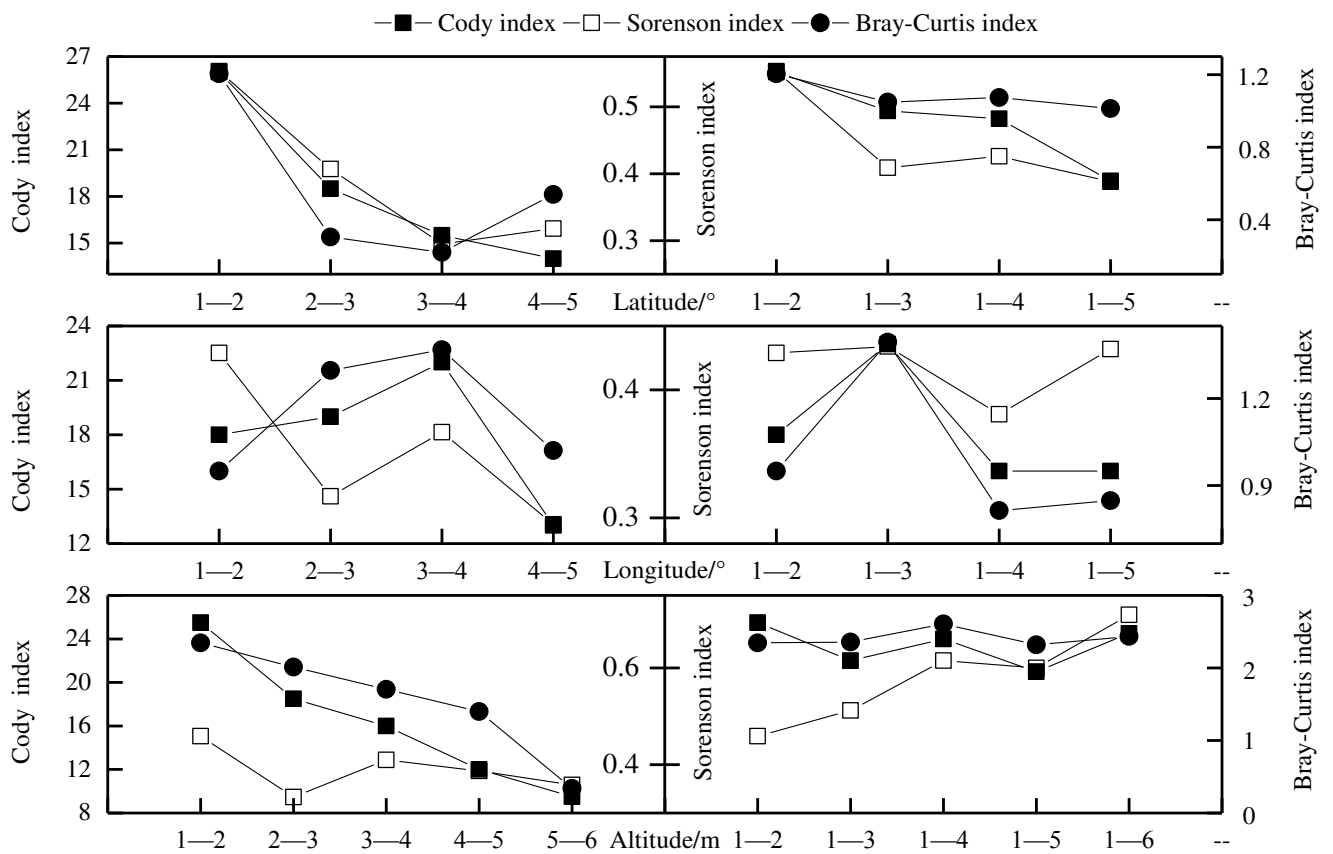 Cody index Sorenson index Bray-Curtis index
27
24
21
18
15
Cody index
0.5
0.4
0.3
Sorenson index
1.2
0.8
0.4
Bray-Curtis index
1—2 2—3 3—4 4—5 Latitude/° 1—2 1—3 1—4 1—5 --
24
21
18
15
12
Cody index
0.4
0.3
Sorenson index
1.2
0.9
Bray-Curtis index
1—2 2—3 3—4 4—5 Longitude/° 1—2 1—3 1—4 1—5 --
28
24
20
16
12
8
Cody index
0.6
0.4
Sorenson index
3
2
1
0
Bray-Curtis index
1—2 2—3 3—4 4—5 5—6 Altitude/m 1—2 1—3 1—4 1—5 1—6 --